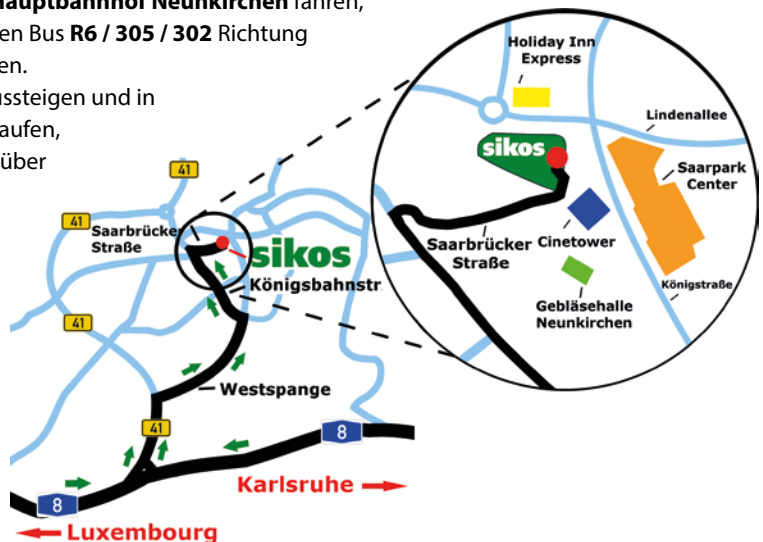 Hauptbahnhof Neunkirchen fahren,
en Bus R6 / 305 / 302 Richtung
en.
ussteigen und in
aufen,
über
Holiday Inn
Express
Lindenallee
sikos
Saarpark
Center
Saarbrücker
Straße
Cinetower
Königstraße
Gebläsehalle
Neunkirchen
41
41
Saarbrücker
Straße
sikos
Königsbahnstr
41
Westspange
41
8
Karlsruhe
8
Luxembourg